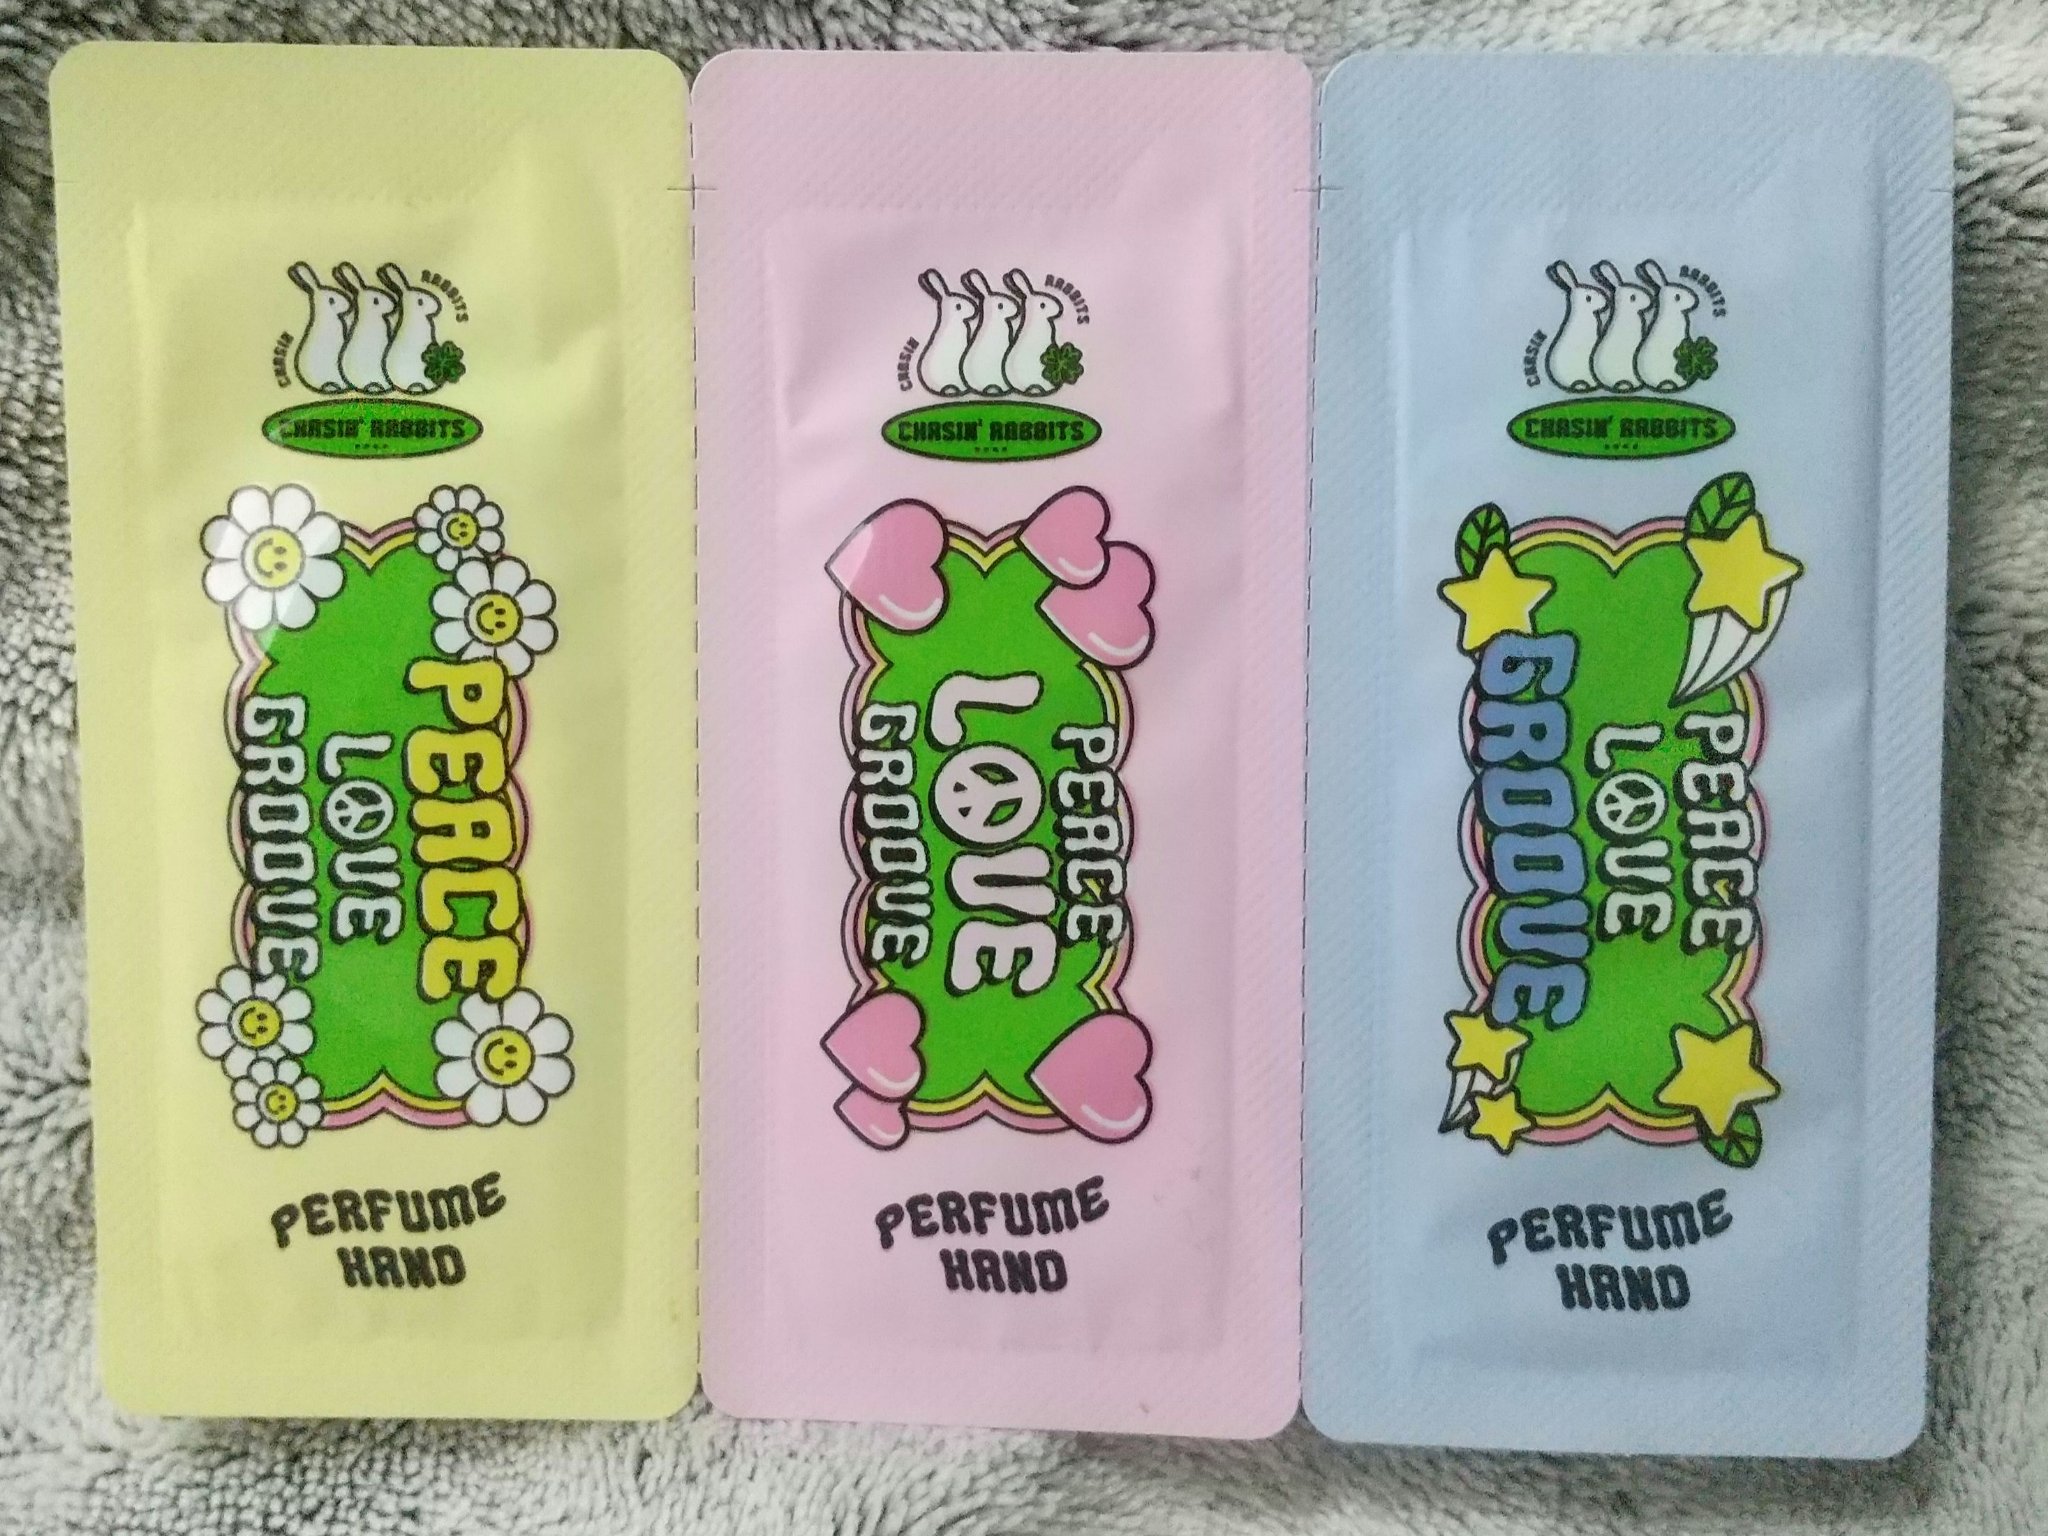 CHASIN' RABBITS
CHASIN' RABBITS
PEACE
LOVE
GROOVE
PERFUME
HAND
CHASIN' RABBITS
CHASIN' RABBITS
PEACE
LOVE
GROOVE
PERFUME
HAND
CHASIN' RABBITS
CHASIN' RABBITS
PEACE
LOVE
GROOVE
PERFUME
HAND